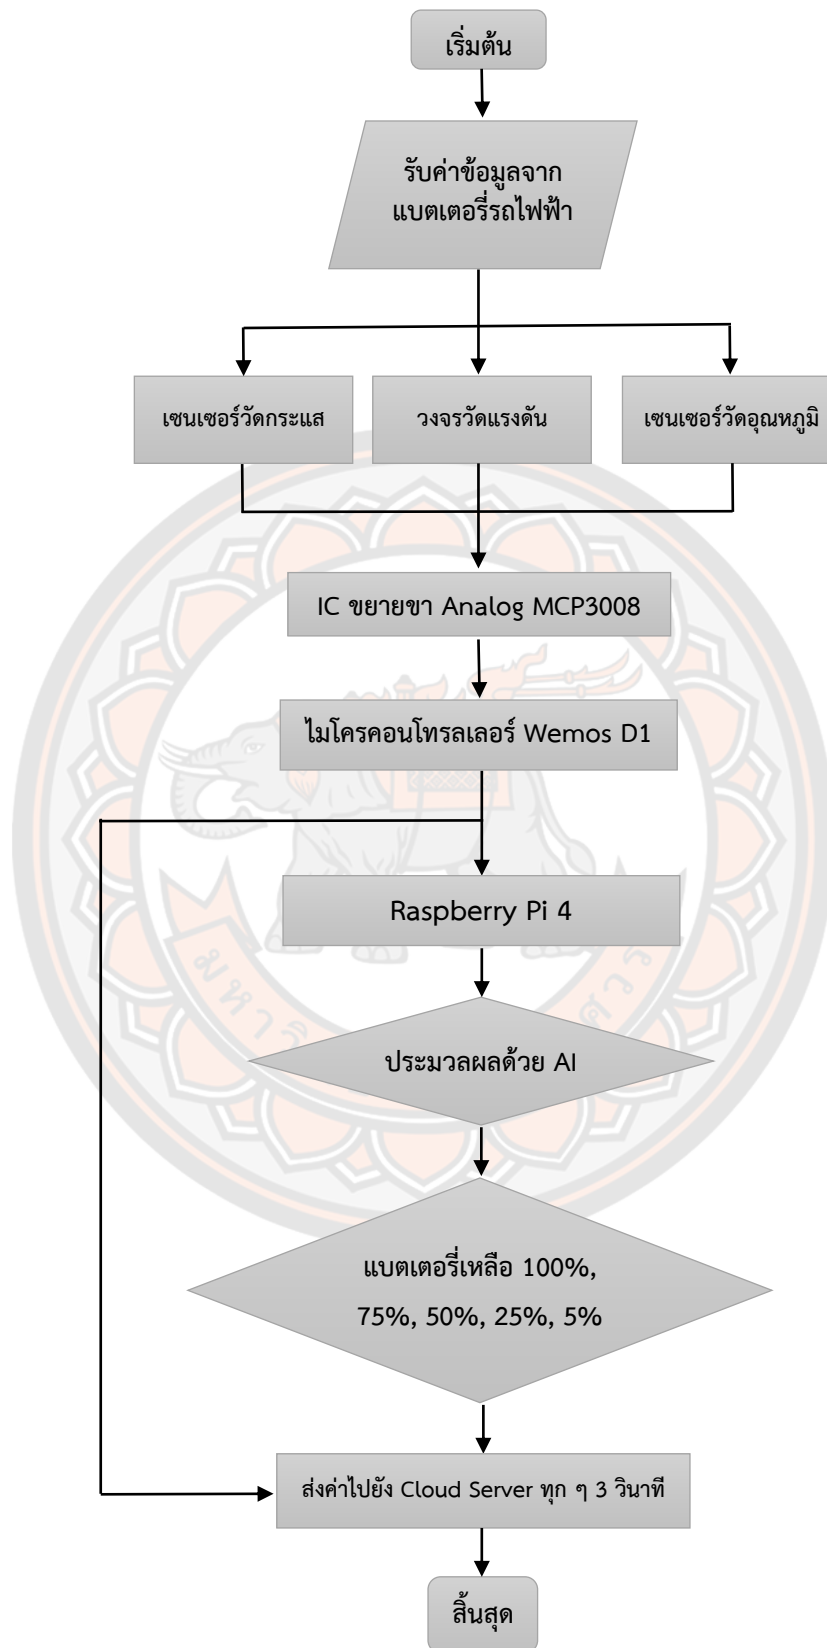 เริ่มต้น
รับค่าข้อมูลจาก
แบตเตอรี่รถไฟฟ้า
เซนเซอร์วัดกระแส
วงจรวัดแรงดัน
เซนเซอร์วัดอุณหภูมิ
IC ขยายขา Analog MCP3008
ไมโครคอนโทรลเลอร์ Wemos D1
Raspberry Pi 4
ประมวลผลด้วย AI
แบตเตอรี่เหลือ 100%,
75%, 50%, 25%, 5%
ส่งค่าไปยัง Cloud Server ทุก ๆ 3 วินาที
สิ้นสุด